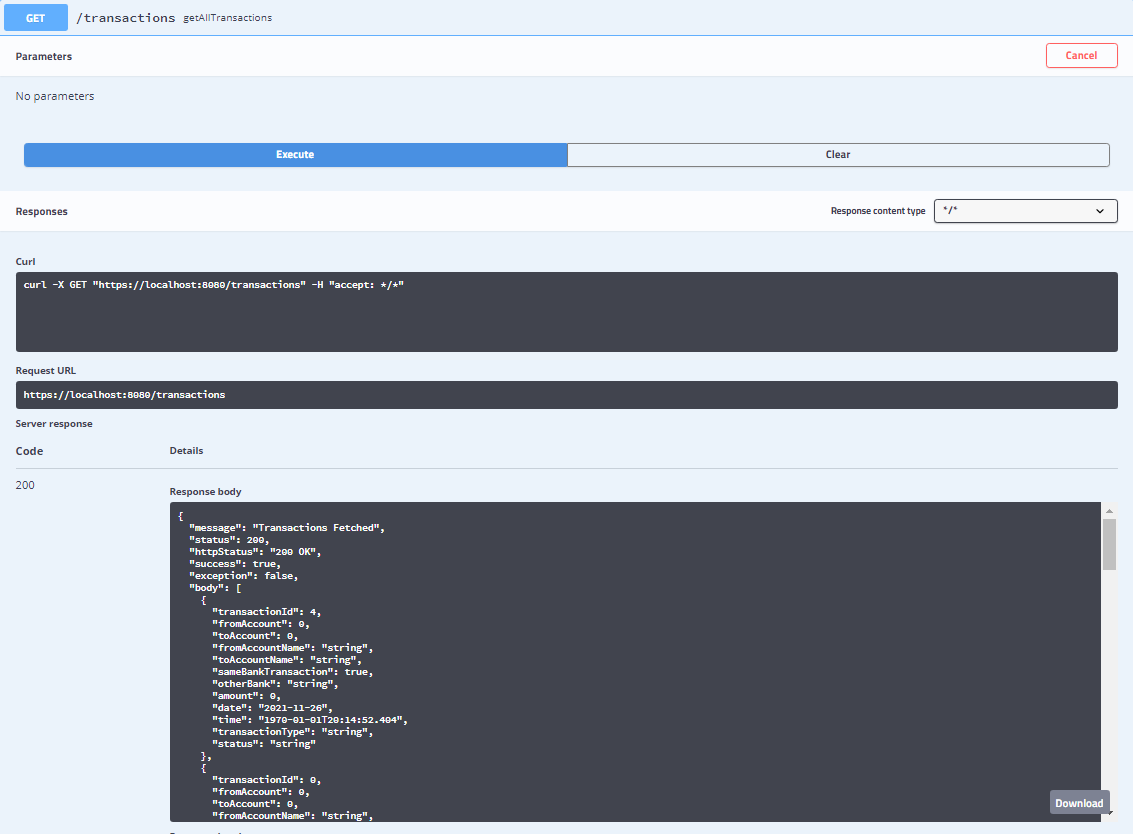 GET /transactions getAllTransactions
Parameters Cancel
No parameters
Execute Clear
Responses Response content type */*
Curl
curl -X GET "https://localhost:8080/transactions" -H "accept: */*"
Request URL
https://localhost:8080/transactions
Server response
Code Details
200
Response body
{
  "message": "Transactions Fetched",
  "status": 200,
  "httpStatus": "200 OK",
  "success": true,
  "exception": false,
  "body": [
    {
      "transactionId": 4,
      "fromAccount": 0,
      "toAccount": 0,
      "fromAccountName": "string",
      "toAccountName": "string",
      "sameBankTransaction": true,
      "otherBank": "string",
      "amount": 0,
      "date": "2021-11-26",
      "time": "1970-01-01T20:14:52.404",
      "transactionType": "string",
      "status": "string"
    },
    {
      "transactionId": 0,
      "fromAccount": 0,
      "toAccount": 0,
      "fromAccountName": "string",
Download